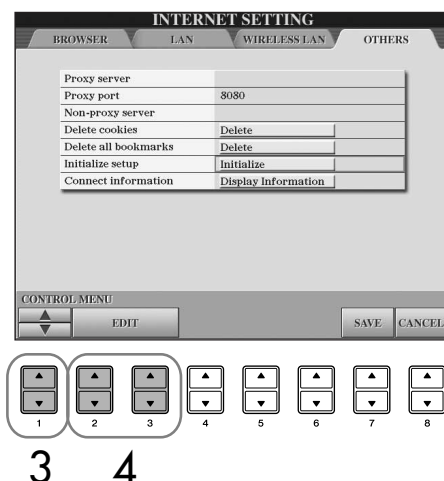 INTERNET SETTING
BROWSER LAN WIRELESS LAN OTHERS
Proxy server
Proxy port 8080
Non-proxy server
Delete cookies Delete
Delete all bookmarks Delete
Initialize setup Initialize
Connect information Display Information
CONTROL MENU
EDIT SAVE CANCEL
1 2 3 4 5 6 7 8
3 4